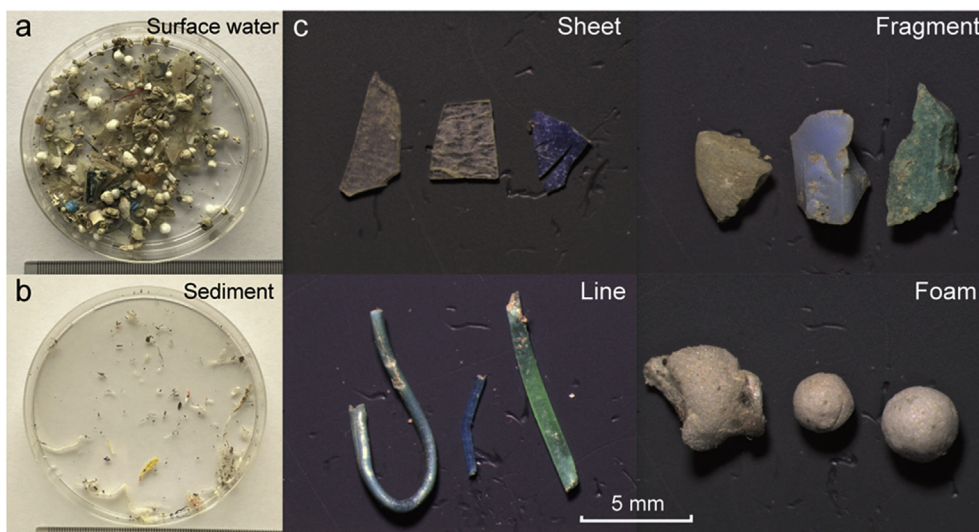 a
Surface water
b
Sediment
c
Sheet
Fragment
Line
Foam
5 mm